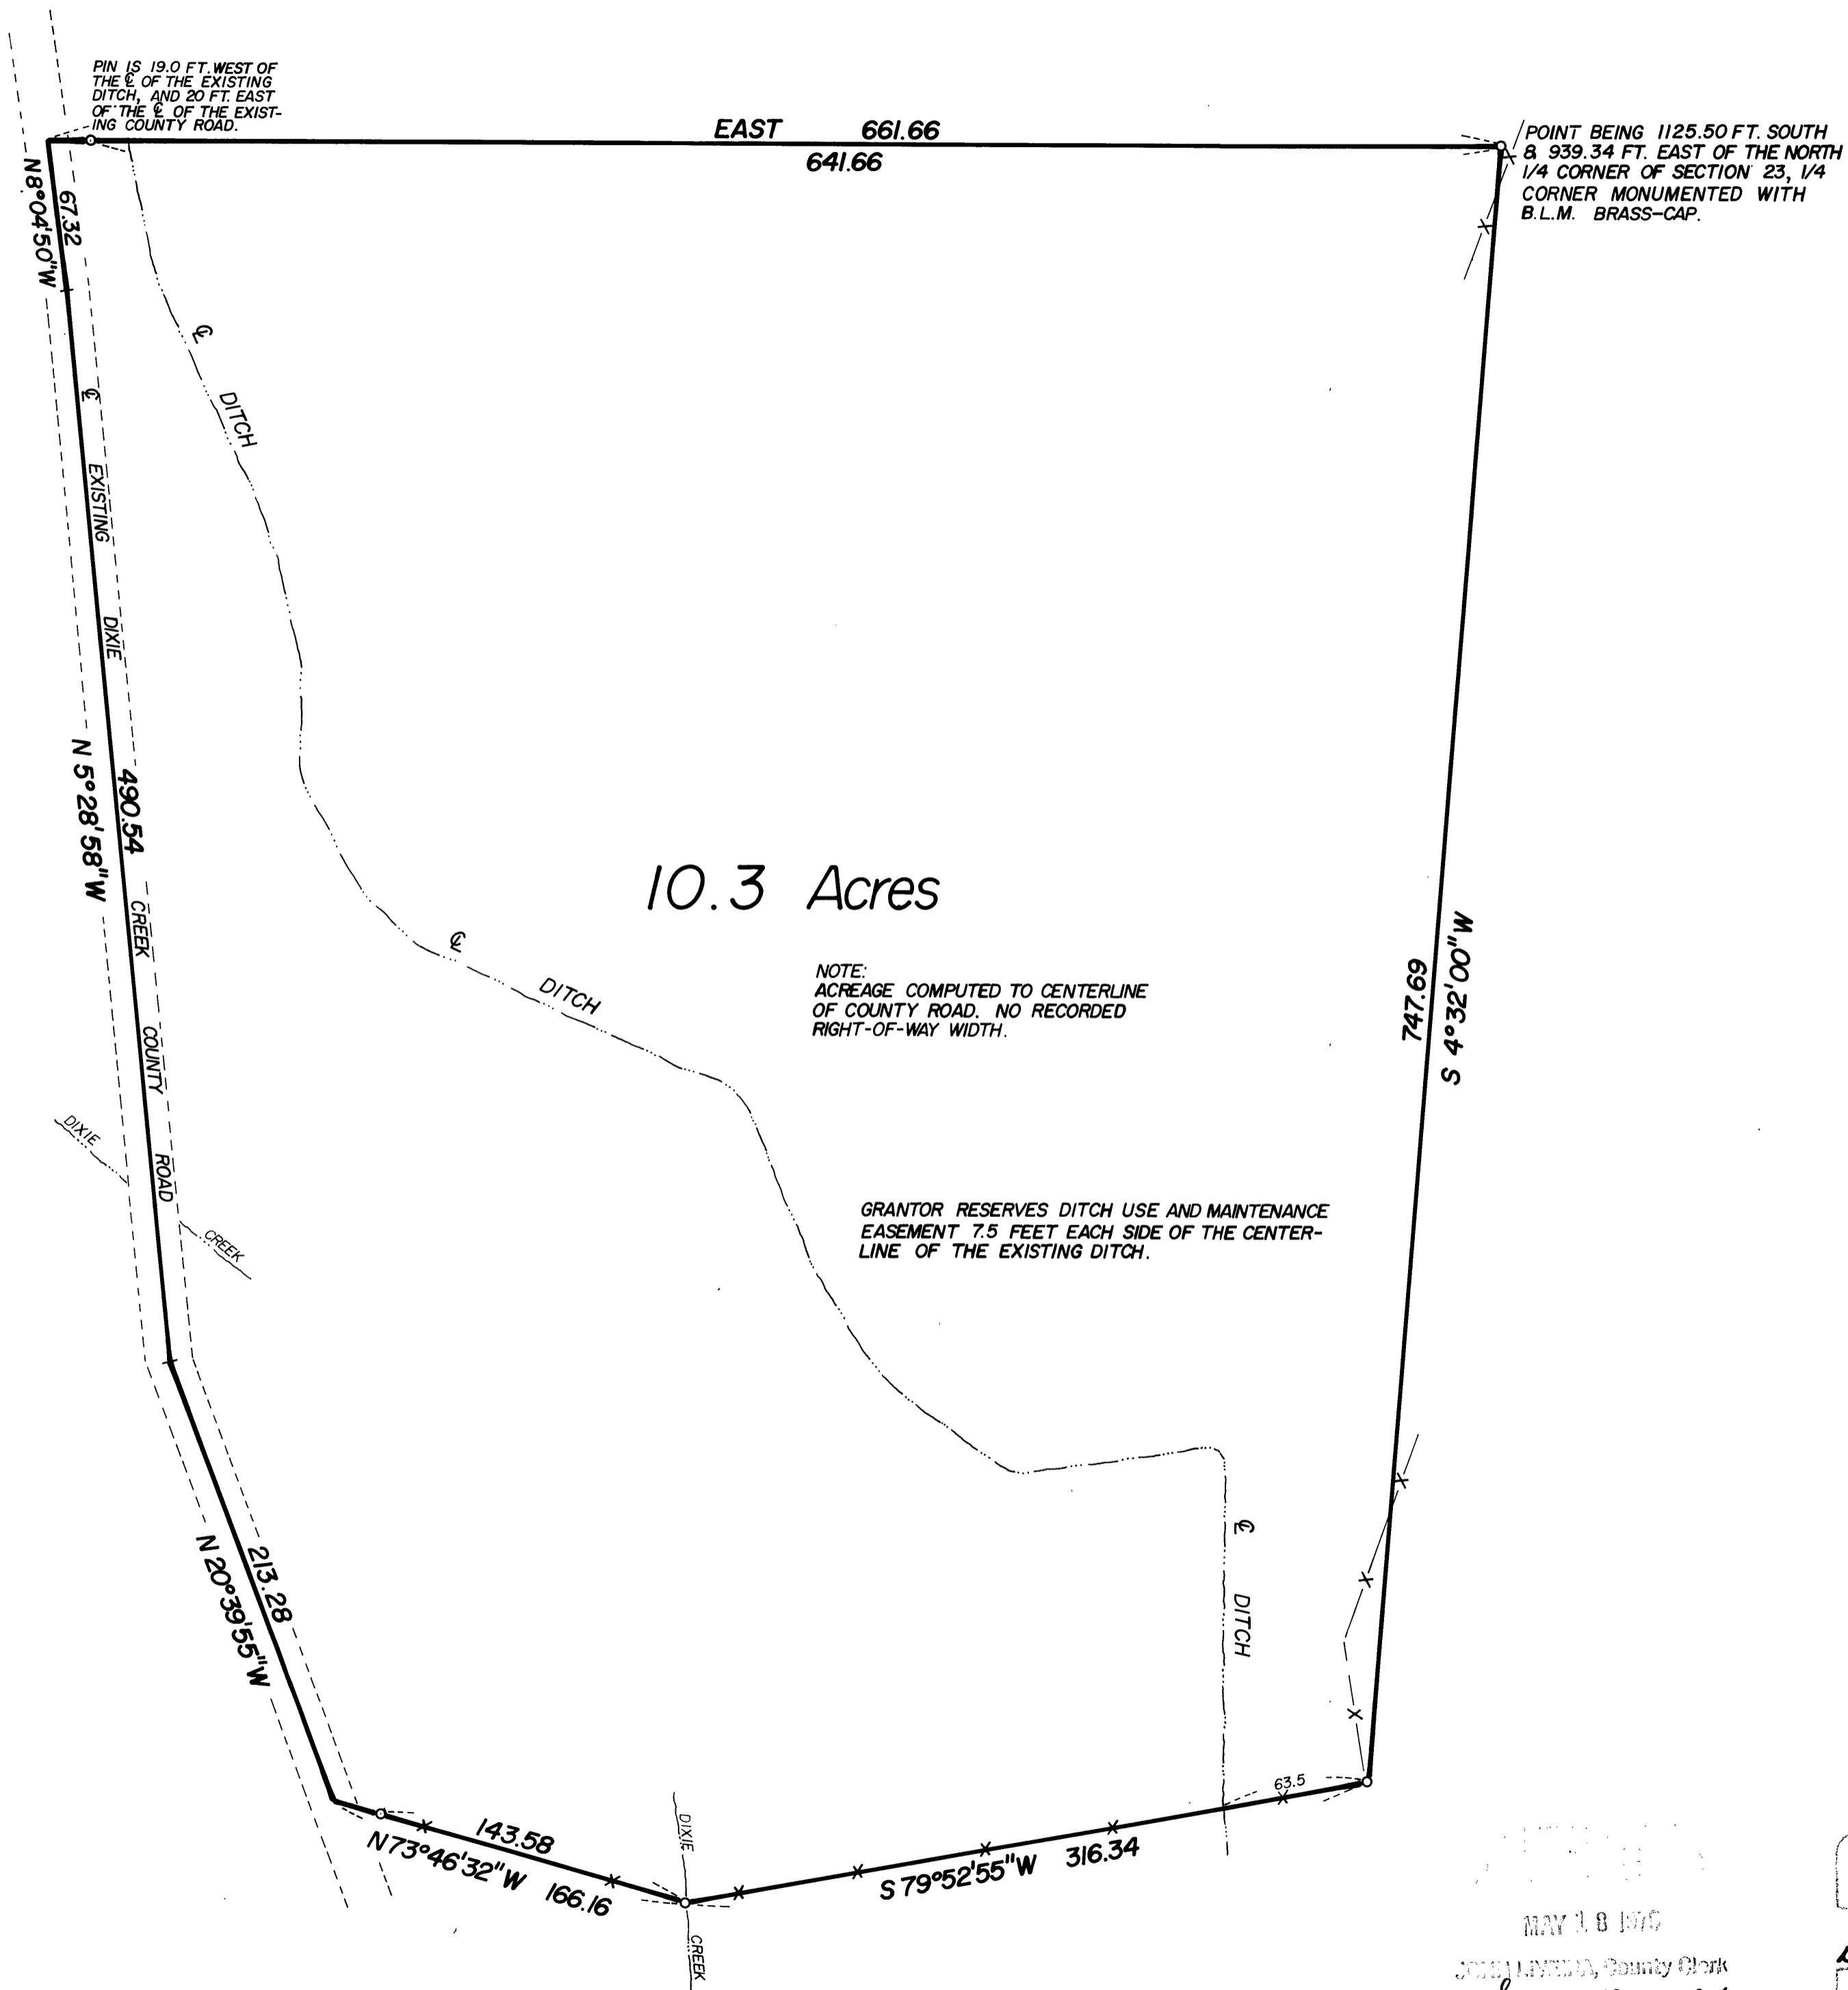 PIN IS 19.0 FT. WEST OF
THE ℄ OF THE EXISTING
DITCH, AND 20 FT. EAST
OF THE ℄ OF THE EXIST-
ING COUNTY ROAD.
EAST 661.66
641.66
POINT BEING 1125.50 FT. SOUTH
& 939.34 FT. EAST OF THE NORTH
1/4 CORNER OF SECTION 23, 1/4
CORNER MONUMENTED WITH
B.L.M. BRASS-CAP.
N 8°04'50"W
67.32
℄
DITCH
℄ EXISTING DIXIE CREEK COUNTY ROAD
N 5°28'58"W
490.54
10.3 Acres
℄
DITCH
NOTE:
ACREAGE COMPUTED TO CENTERLINE
OF COUNTY ROAD. NO RECORDED
RIGHT-OF-WAY WIDTH.
747.69
S 4°32'00"W
DIXIE
CREEK
GRANTOR RESERVES DITCH USE AND MAINTENANCE
EASEMENT 7.5 FEET EACH SIDE OF THE CENTER-
LINE OF THE EXISTING DITCH.
N 20°39'55"W
213.28
℄
DITCH
63.5
143.58
N 73°46'32"W 166.16
DIXIE
CREEK
S 79°52'55"W 316.34
MAY 18
County Clerk